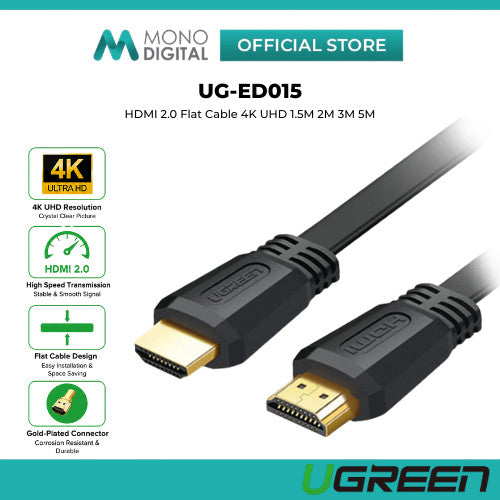 MONO
DIGITAL
OFFICIAL STORE
UG-ED015
HDMI 2.0 Flat Cable 4K UHD 1.5M 2M 3M 5M
4K
ULTRA HD
4K UHD Resolution
Crystal Clear Picture
HDMI 2.0
High Speed Transmission
Stable & Smooth Signal
Flat Cable Design
Easy Installation &
Space Saving
Gold-Plated Connector
Corrosion Resistant &
Durable
UGREEN
HDMI
UGREEN